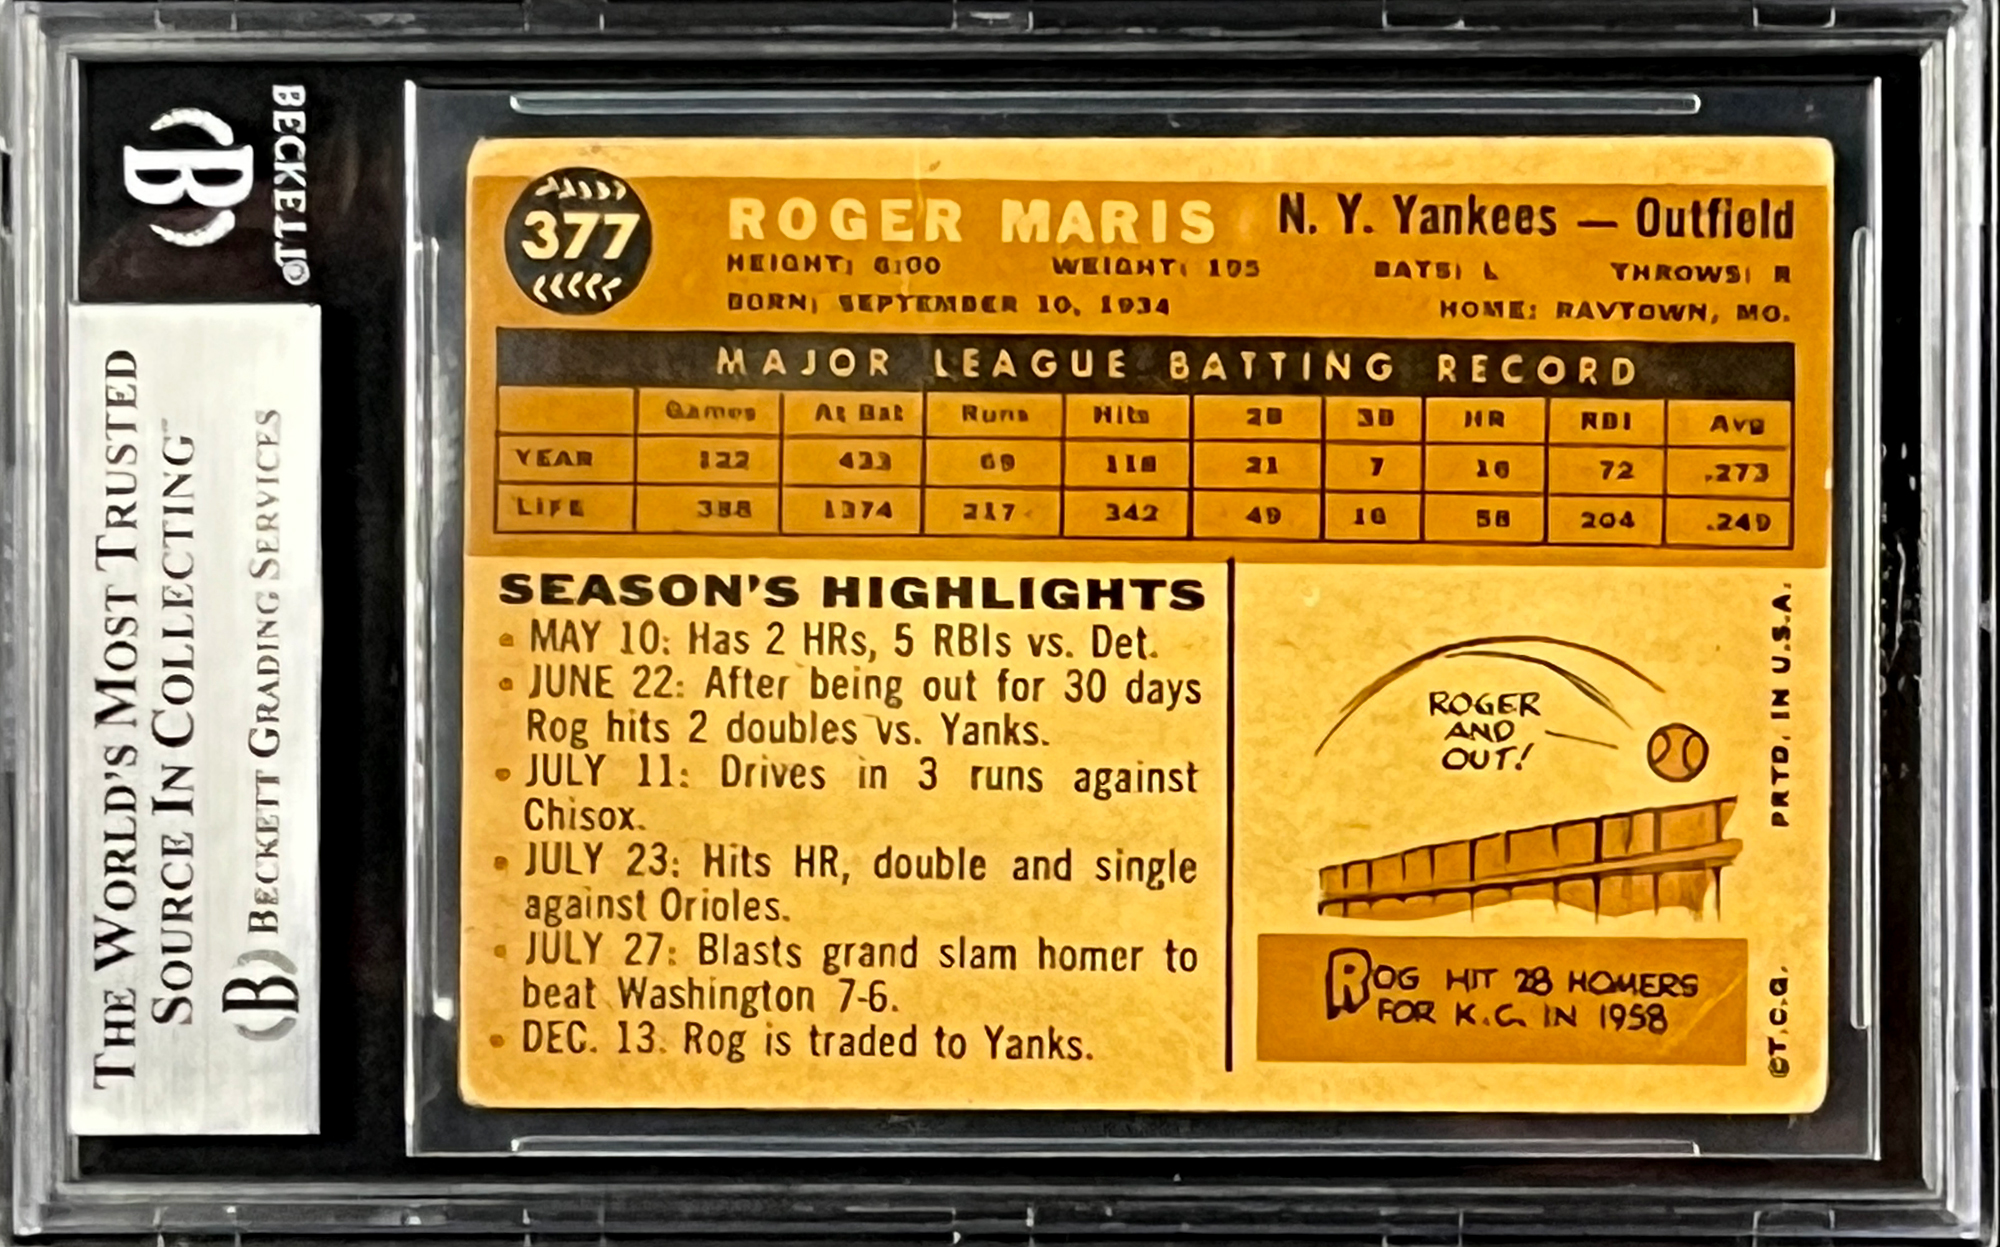 BECKETT©
B
THE WORLD'S MOST TRUSTED
SOURCE IN COLLECTING™
(B) BECKETT GRADING SERVICES
377
ROGER MARIS N. Y. Yankees — Outfield
HEIGHT: 6:00 WEIGHT: 195 BATS: L THROWS: R
BORN: SEPTEMBER 10, 1934 HOME: RAYTOWN, MO.
MAJOR LEAGUE BATTING RECORD
Games At Bat Runs Hits 2B 3B HR RBI Avg
YEAR 122 433 69 118 21 7 16 72 .273
LIFE 388 1374 217 342 49 18 58 204 .249
SEASON'S HIGHLIGHTS
• MAY 10: Has 2 HRs, 5 RBIs vs. Det.
• JUNE 22: After being out for 30 days
Rog hits 2 doubles vs. Yanks.
• JULY 11: Drives in 3 runs against
Chisox.
• JULY 23: Hits HR, double and single
against Orioles.
• JULY 27: Blasts grand slam homer to
beat Washington 7-6.
• DEC. 13. Rog is traded to Yanks.
ROGER
AND
OUT!
ROG HIT 28 HOMERS
FOR K.C. IN 1958
©T.C.G. PRTD. IN U.S.A.